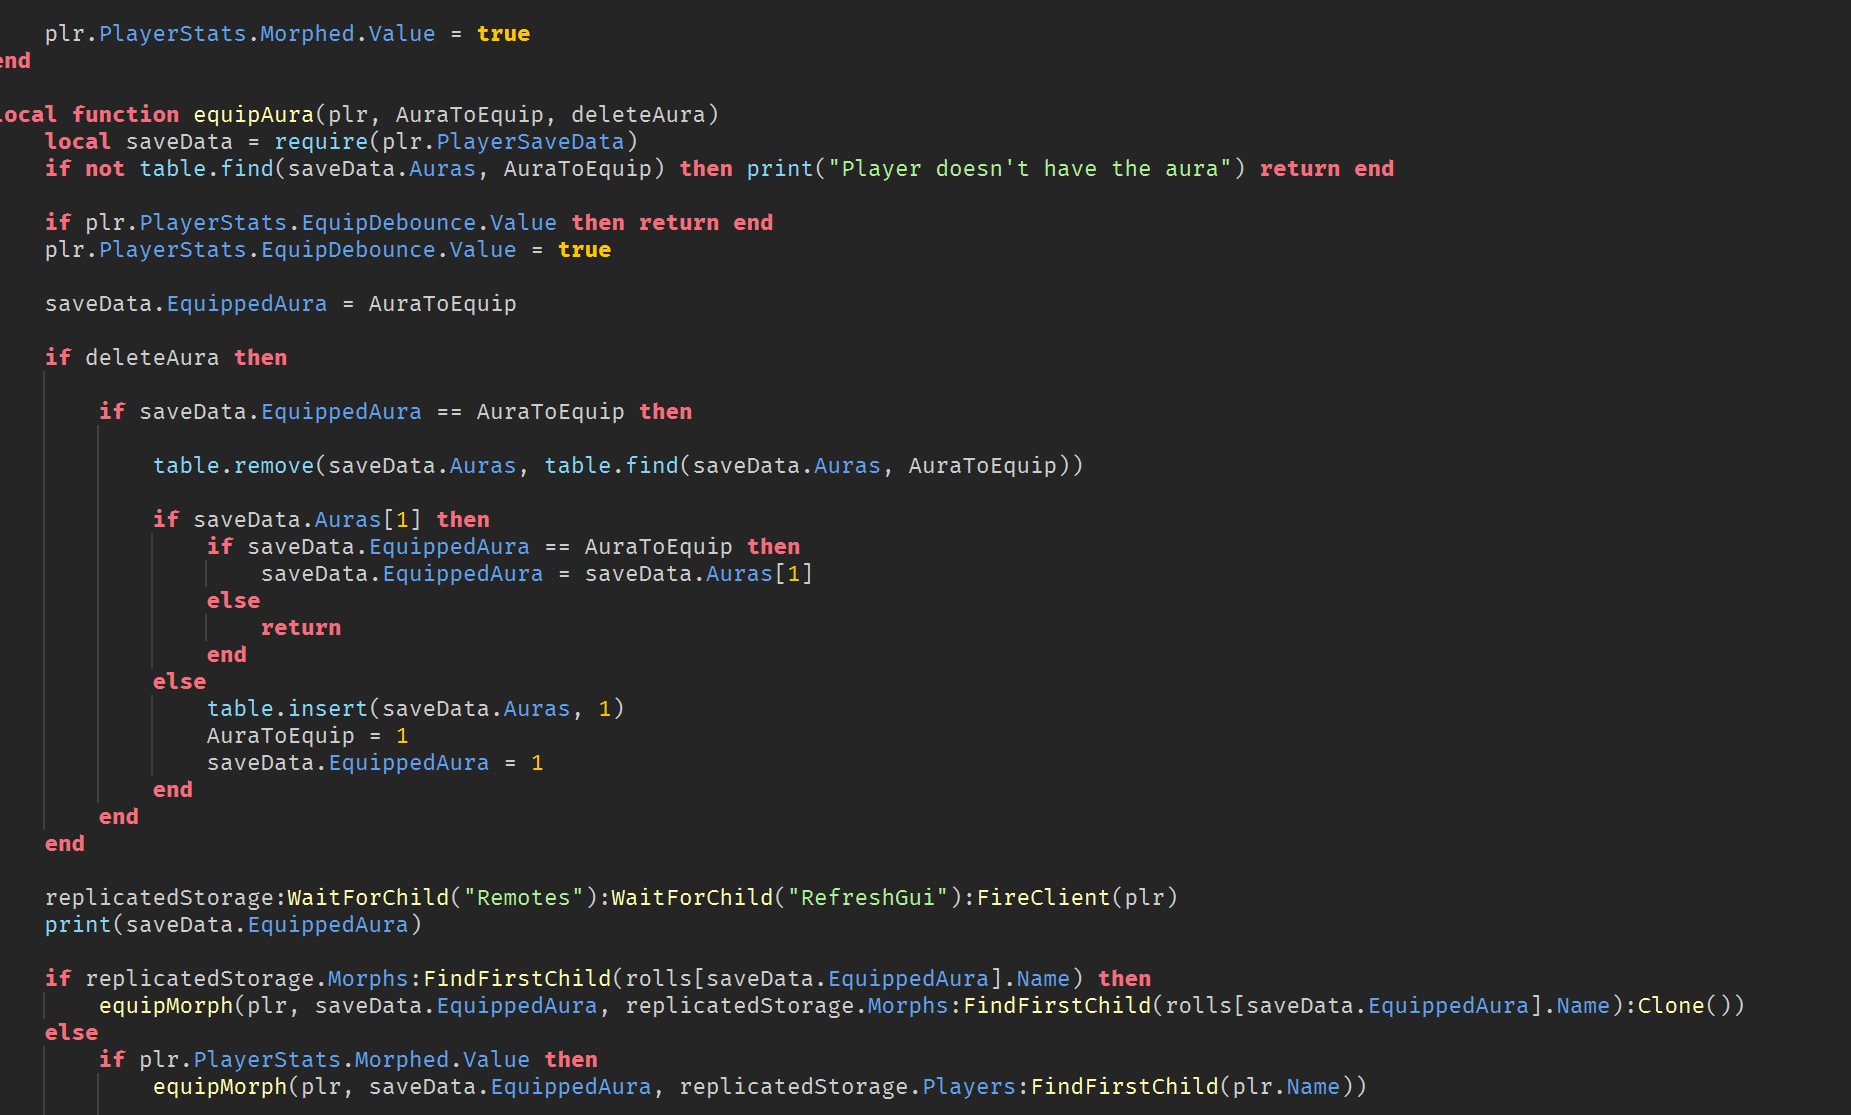 plr.PlayerStats.Morphed.Value = true
end
local function equipAura(plr, AuraToEquip, deleteAura)
local saveData = require(plr.PlayerSaveData)
if not table.find(saveData.Auras, AuraToEquip) then print("Player doesn't have the aura") return end
if plr.PlayerStats.EquipDebounce.Value then return end
plr.PlayerStats.EquipDebounce.Value = true
saveData.EquippedAura = AuraToEquip
if deleteAura then
if saveData.EquippedAura == AuraToEquip then
table.remove(saveData.Auras, table.find(saveData.Auras, AuraToEquip))
if saveData.Auras[1] then
if saveData.EquippedAura == AuraToEquip then
saveData.EquippedAura = saveData.Auras[1]
else
return
end
else
table.insert(saveData.Auras, 1)
AuraToEquip = 1
saveData.EquippedAura = 1
end
end
end
replicatedStorage:WaitForChild("Remotes"):WaitForChild("RefreshGui"):FireClient(plr)
print(saveData.EquippedAura)
if replicatedStorage.Morphs:FindFirstChild(rolls[saveData.EquippedAura].Name) then
equipMorph(plr, saveData.EquippedAura, replicatedStorage.Morphs:FindFirstChild(rolls[saveData.EquippedAura].Name):Clone())
else
if plr.PlayerStats.Morphed.Value then
equipMorph(plr, saveData.EquippedAura, replicatedStorage.Players:FindFirstChild(plr.Name))